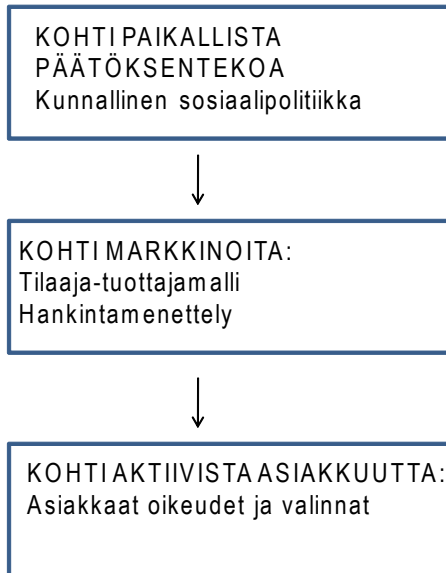 KOHTI PAIKALLISTA
PÄÄTÖKSENTEKOA
Kunnallinen sosiaalipolitiikka
KOHTI MARKKINOITA:
Tilaaja-tuottajamalli
Hankintamenettely
KOHTI AKTIIVISTA ASIAKKUUTTA:
Asiakkaat oikeudet ja valinnat